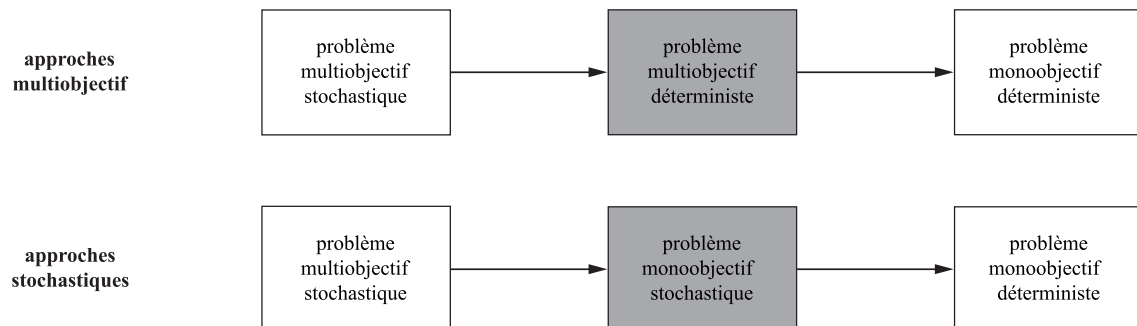 approches
multiobjectif
problème
multiobjectif
stochastique
problème
multiobjectif
déterministe
problème
monoobjectif
déterministe
approches
stochastiques
problème
multiobjectif
stochastique
problème
monoobjectif
stochastique
problème
monoobjectif
déterministe